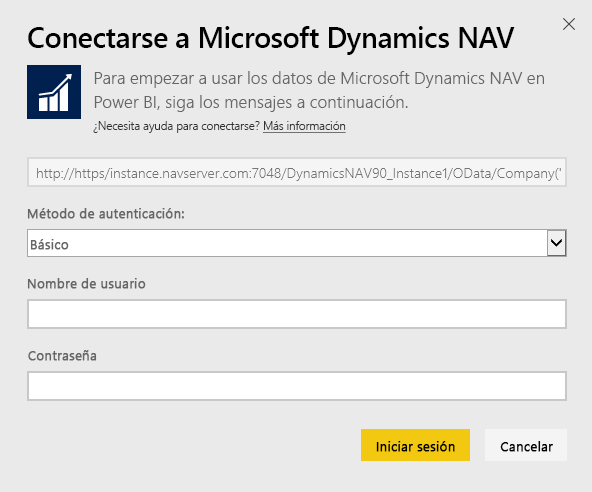 Conectarse a Microsoft Dynamics NAV
Para empezar a usar los datos de Microsoft Dynamics NAV en
Power BI, siga los mensajes a continuación.
¿Necesita ayuda para conectarse? Más información
http://https/instance.navserver.com:7048/DynamicsNAV90_Instance1/OData/Company('
Método de autenticación:
Básico
Nombre de usuario
Contraseña
Iniciar sesión Cancelar